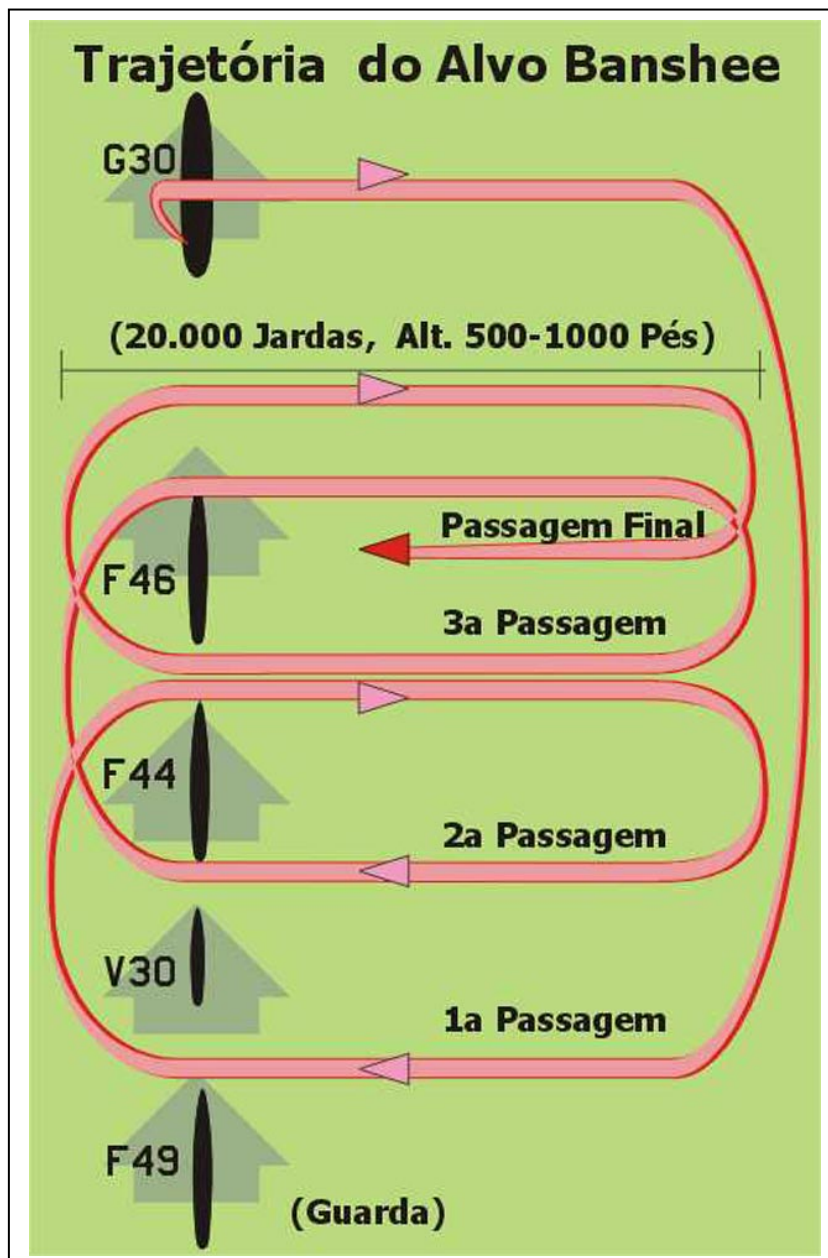 Trajetória do Alvo Banshee
G30
(20.000 Jardas, Alt. 500-1000 Pés)
Passagem Final
F46
3a Passagem
F44
2a Passagem
V30
1a Passagem
F49
(Guarda)